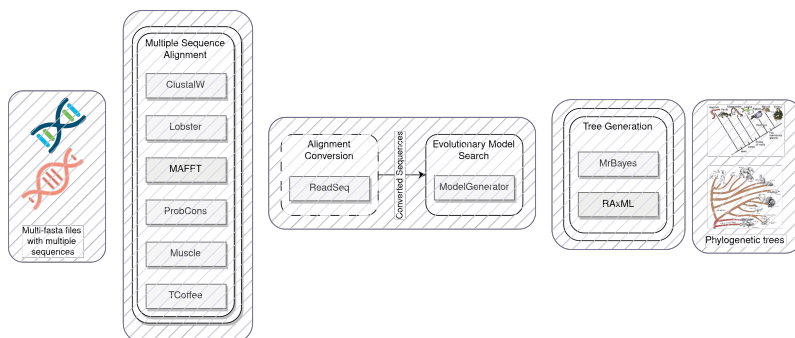 Multi-fasta files
with multiple
sequences
Multiple Sequence
Alignment
ClustalW
Lobster
MAFFT
ProbCons
Muscle
TCoffee
Alignment
Conversion
ReadSeq
Converted Sequences
Evolutionary Model
Search
ModelGenerator
Tree Generation
MrBayes
RAxML
Phylogenetic trees